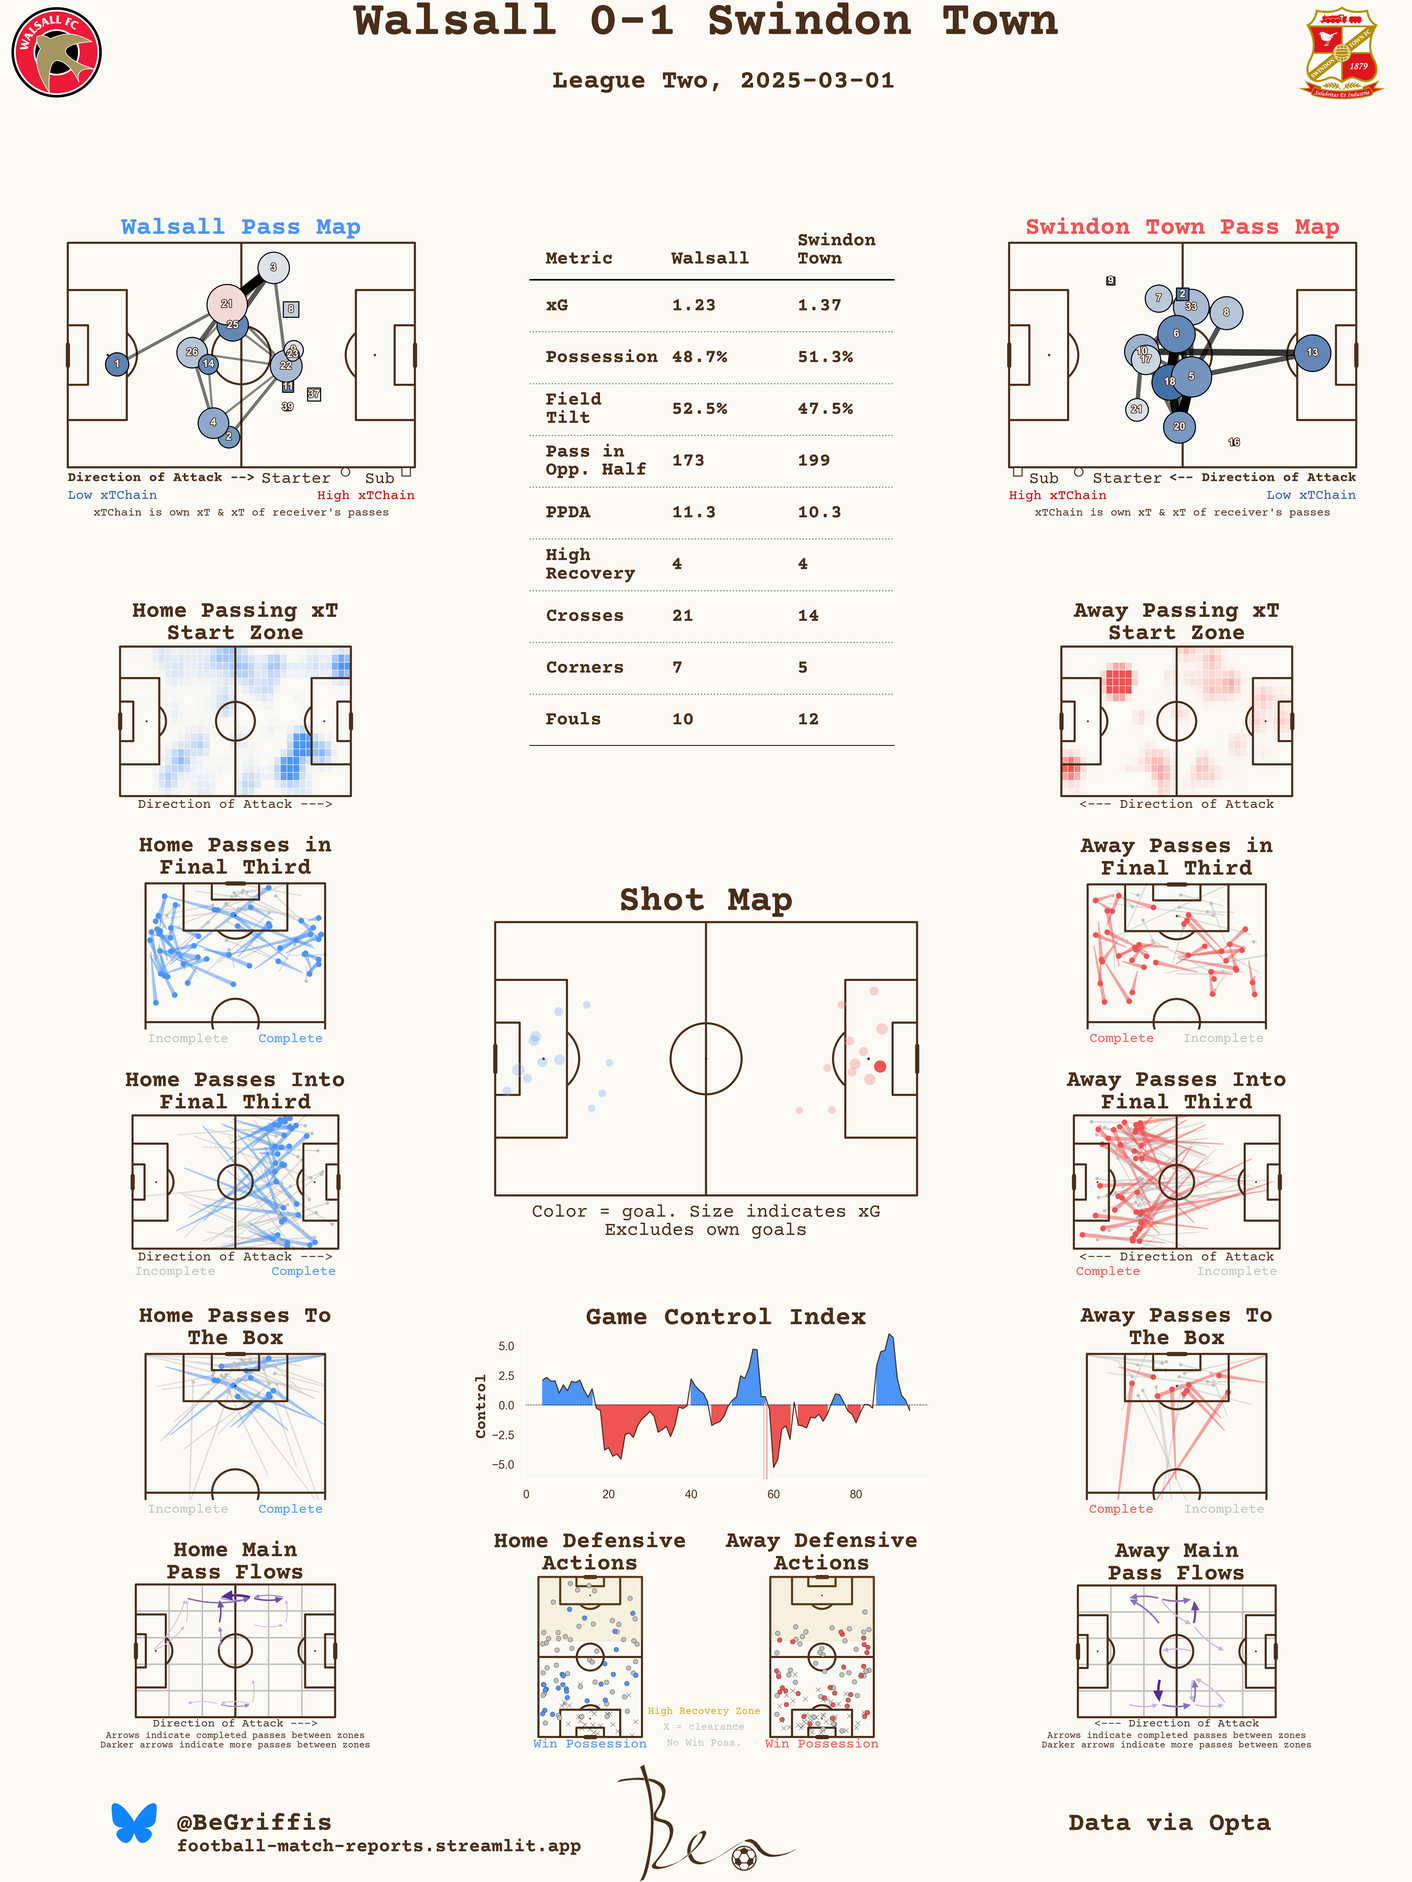 Walsall 0-1 Swindon Town
League Two, 2025-03-01
WALSALL FC
SWINDON TOWN FC
1879
Salubritas Et Industria
Walsall Pass Map
3
21
8
25
26
14
23
22
1
11
37
39
4
2
Direction of Attack --> Starter Sub
Low xTChain High xTChain
xTChain is own xT & xT of receiver's passes
Metric Walsall Swindon Town
xG 1.23 1.37
Possession 48.7% 51.3%
Field Tilt 52.5% 47.5%
Pass in Opp. Half 173 199
PPDA 11.3 10.3
High Recovery 4 4
Crosses 21 14
Corners 7 5
Fouls 10 12
Swindon Town Pass Map
9
7
2
33
8
6
10
17
13
18
5
21
20
16
Sub Starter <-- Direction of Attack
High xTChain Low xTChain
xTChain is own xT & xT of receiver's passes
Home Passing xT
Start Zone
Direction of Attack --->
Away Passing xT
Start Zone
<--- Direction of Attack
Home Passes in
Final Third
Incomplete Complete
Away Passes in
Final Third
Complete Incomplete
Shot Map
Color = goal. Size indicates xG
Excludes own goals
Home Passes Into
Final Third
Direction of Attack --->
Incomplete Complete
Away Passes Into
Final Third
<--- Direction of Attack
Complete Incomplete
Home Passes To
The Box
Incomplete Complete
Game Control Index
Control
5.0
2.5
0.0
−2.5
−5.0
0 20 40 60 80
Away Passes To
The Box
Complete Incomplete
Home Main
Pass Flows
Direction of Attack --->
Arrows indicate completed passes between zones
Darker arrows indicate more passes between zones
Home Defensive
Actions
Win Possession
High Recovery Zone
X = clearance
No Win Poss.
Away Defensive
Actions
Win Possession
Away Main
Pass Flows
<--- Direction of Attack
Arrows indicate completed passes between zones
Darker arrows indicate more passes between zones
@BeGriffis
football-match-reports.streamlit.app
Ben
Data via Opta